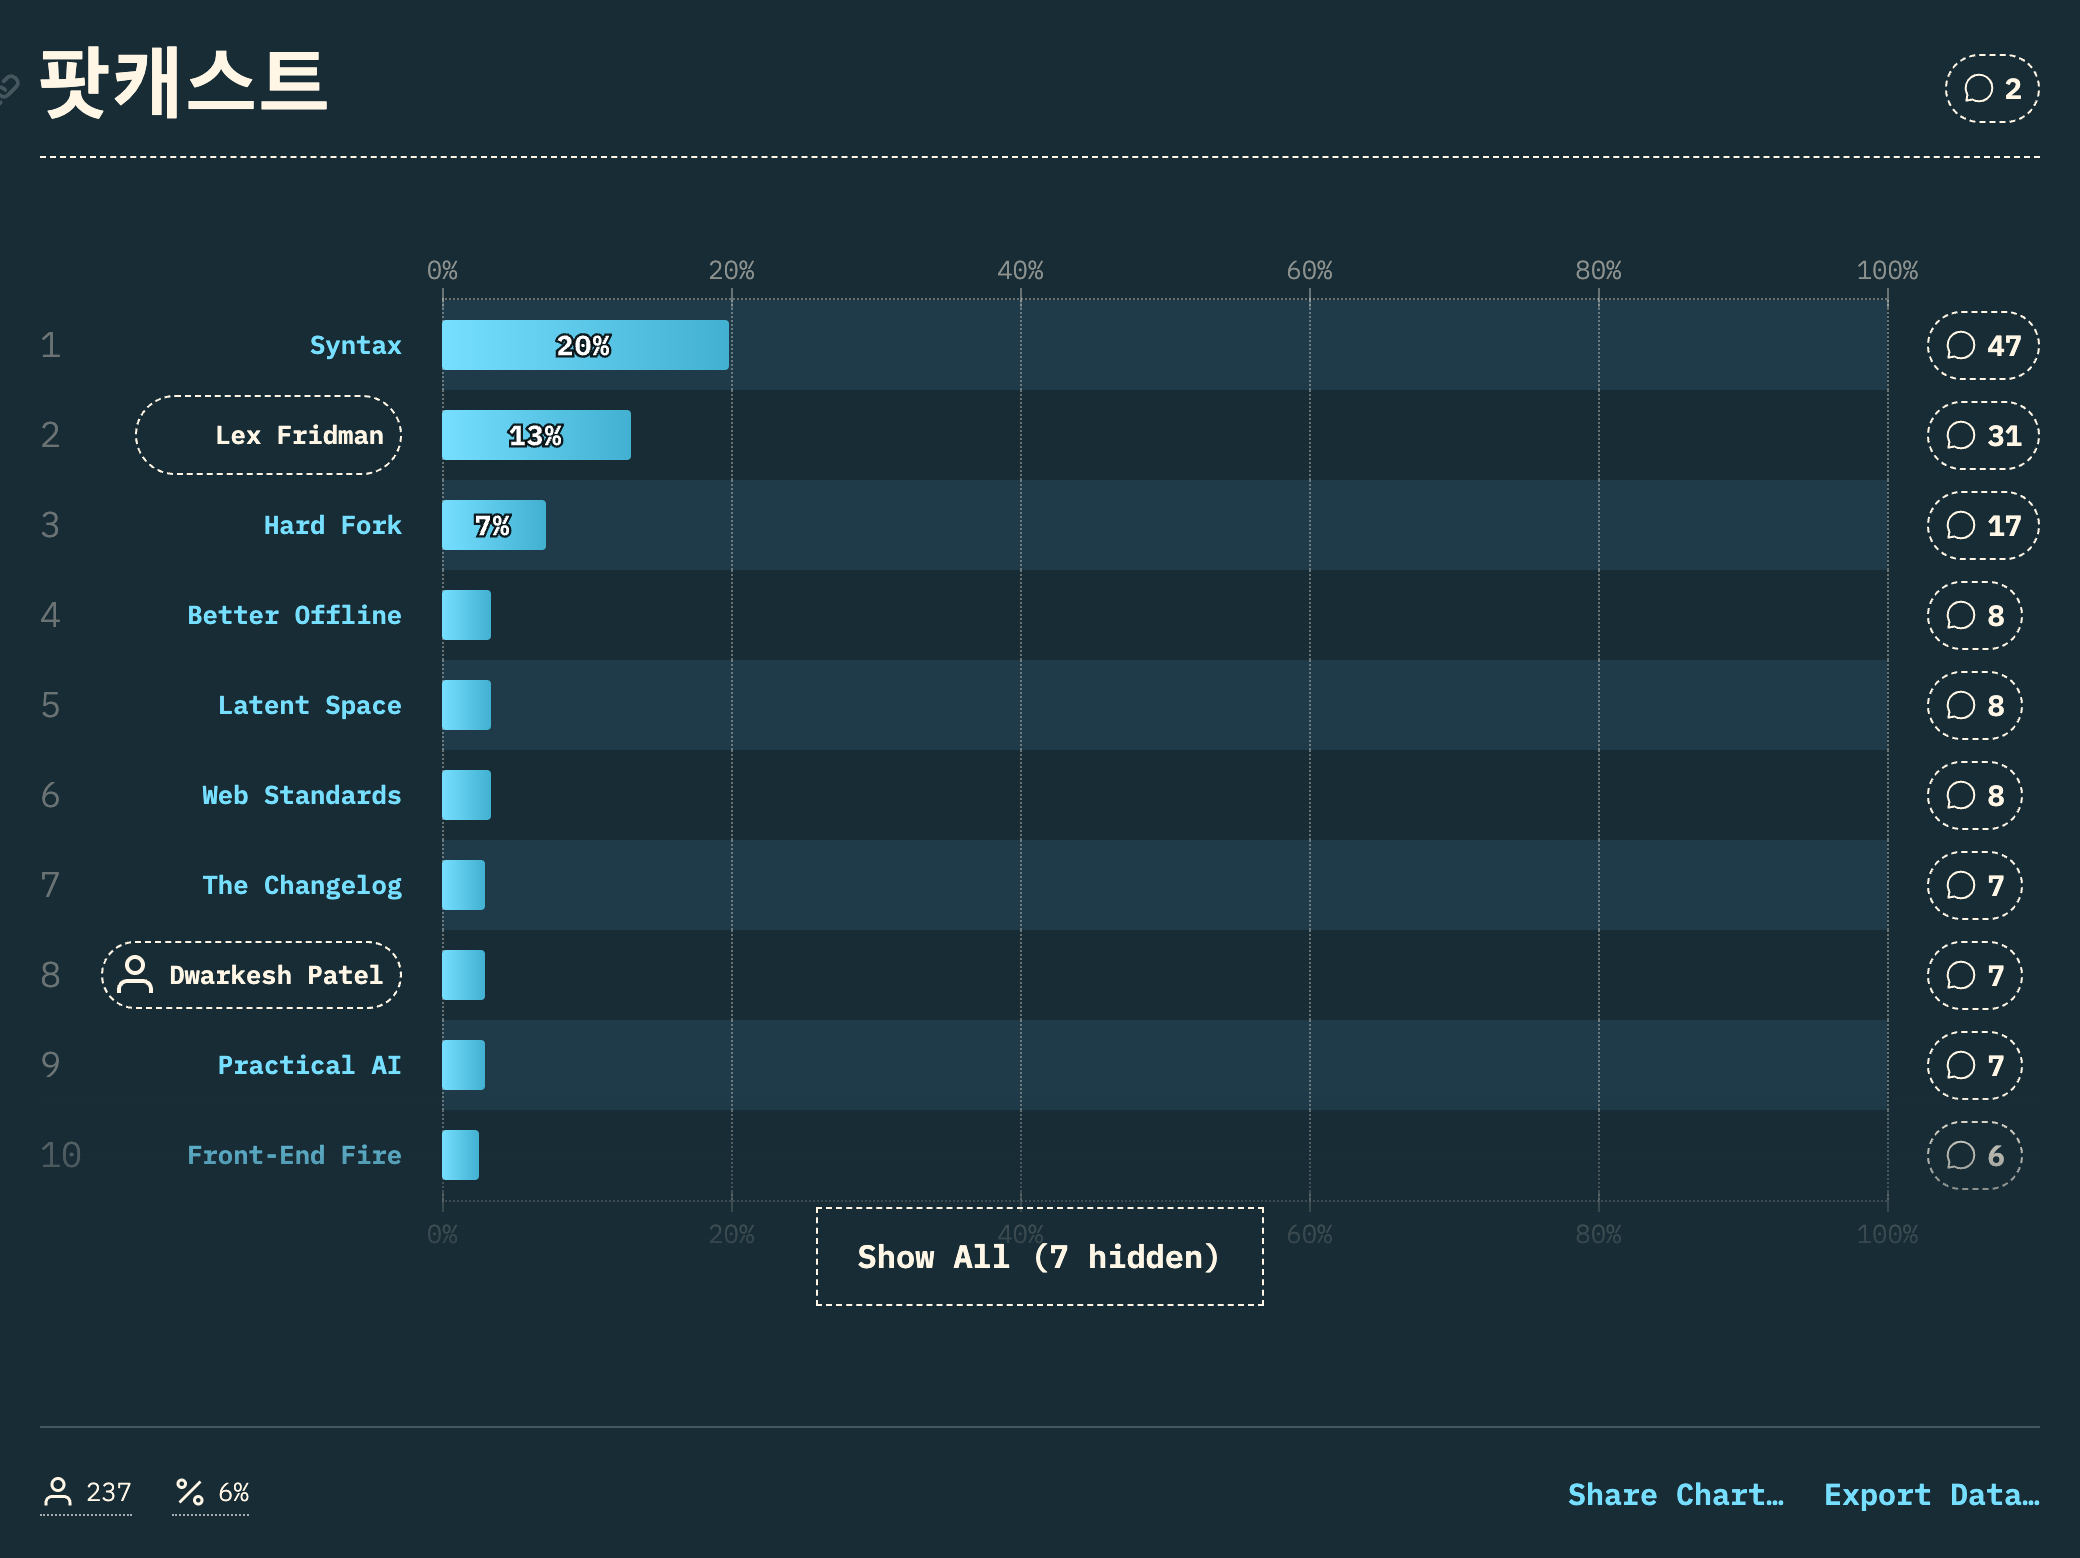 팟캐스트
2
0% 20% 40% 60% 80% 100%
1 Syntax 20% 47
2 Lex Fridman 13% 31
3 Hard Fork 7% 17
4 Better Offline 8
5 Latent Space 8
6 Web Standards 8
7 The Changelog 7
8 Dwarkesh Patel 7
9 Practical AI 7
10 Front-End Fire 6
0% 20% 40% 60% 80% 100%
Show All (7 hidden)
237 6% Share Chart… Export Data…